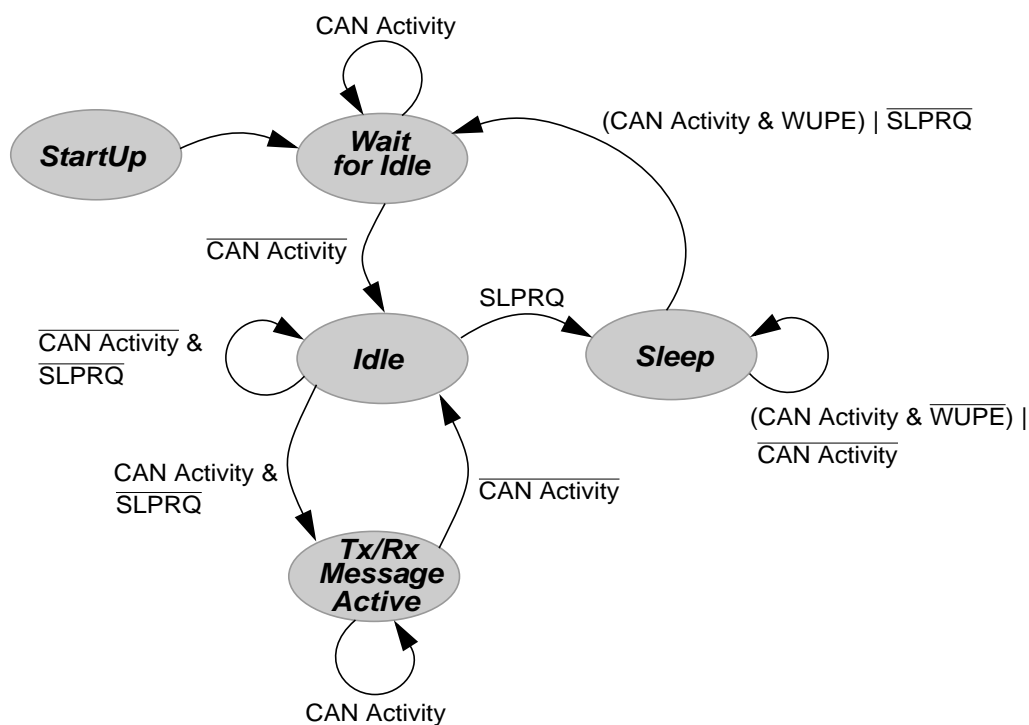 CAN Activity
(CAN Activity & WUPE) | SLPRQ
StartUp
Wait
for Idle
CAN Activity
SLPRQ
CAN Activity &
SLPRQ
Idle
Sleep
(CAN Activity & WUPE) |
CAN Activity
CAN Activity &
SLPRQ
CAN Activity
Tx/Rx
Message
Active
CAN Activity